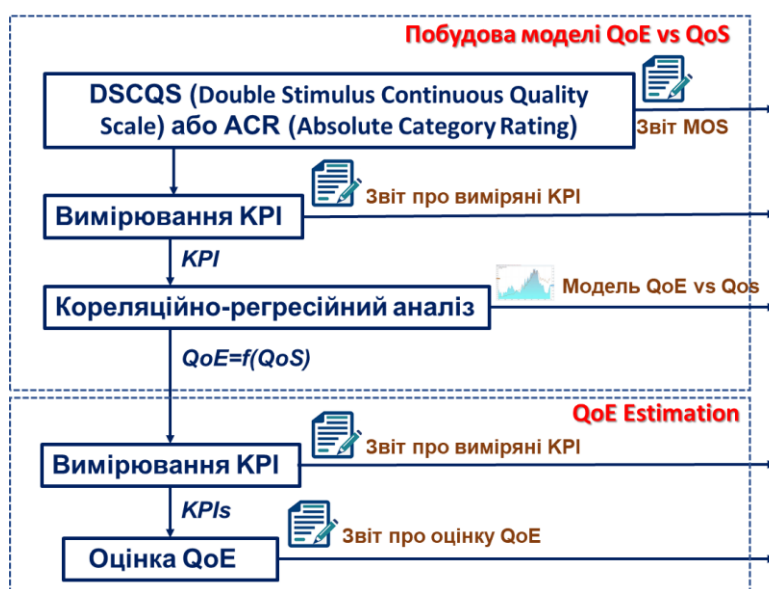 Побудова моделі QoE vs QoS
DSCQS (Double Stimulus Continuous Quality
Scale) або ACR (Absolute Category Rating)
Звіт MOS
Звіт про виміряні KPI
Вимірювання KPI
KPI
Модель QoE vs Qos
Кореляційно-регресійний аналіз
QoE=f(QoS)
QoE Estimation
Звіт про виміряні KPI
Вимірювання KPI
KPIs
Звіт про оцінку QoE
Оцінка QoE